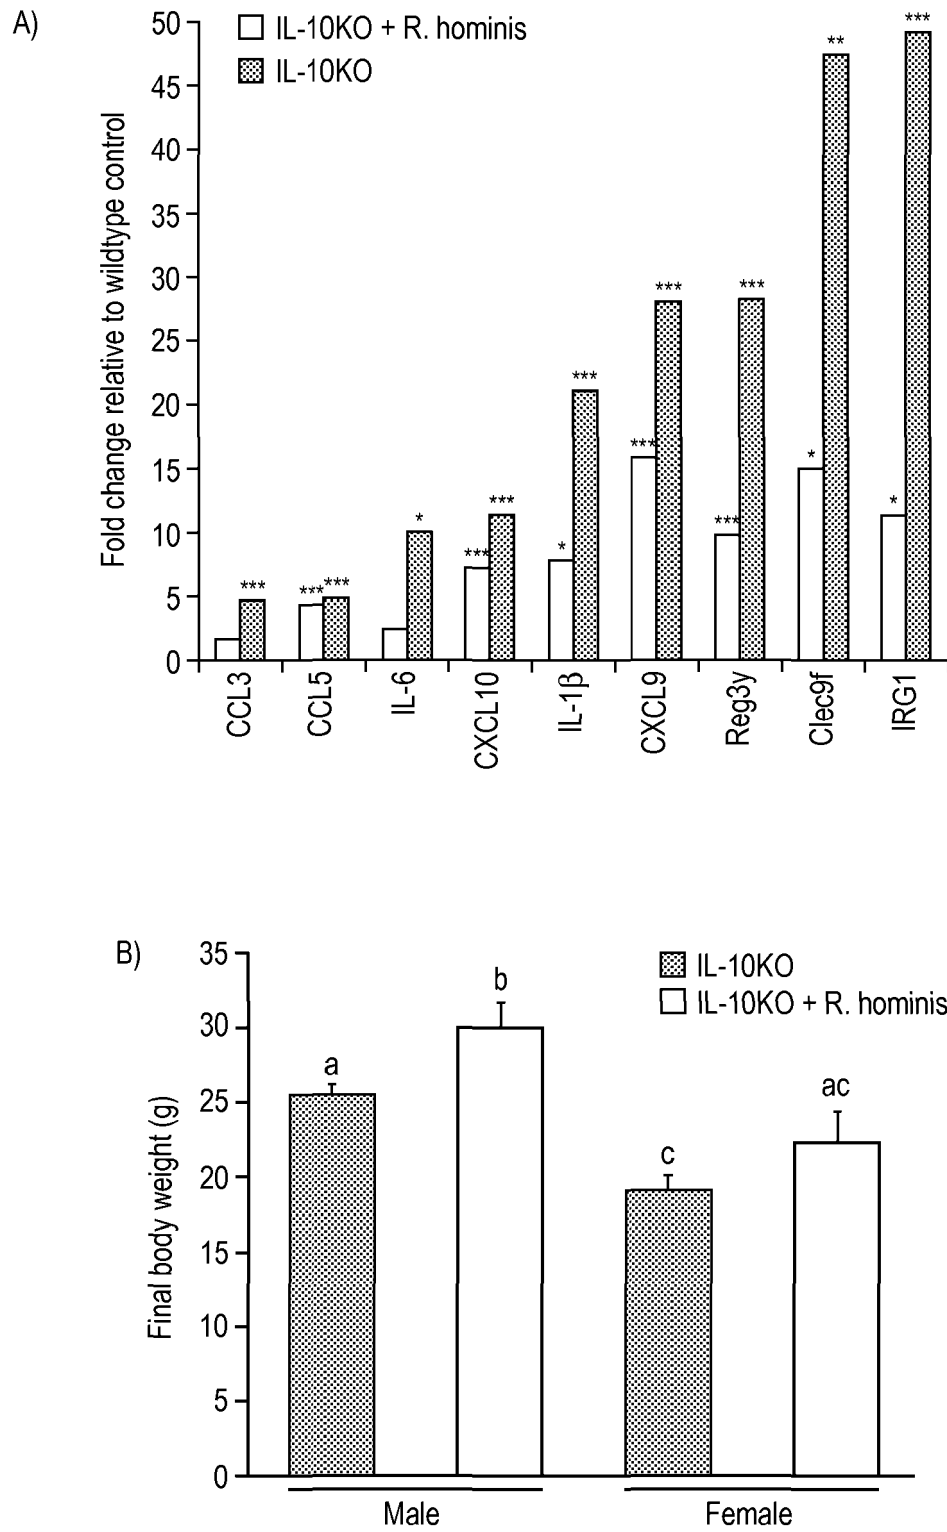 A)
IL-10KO + R. hominis
IL-10KO
Fold change relative to wildtype control
50
45
40
35
30
25
20
15
10
5
0
***
*** ***
*
*** ***
* ***
*** ***
*** ***
* **
* ***
CCL3 CCL5 IL-6 CXCL10 IL-1β CXCL9 Reg3y Clec9f IRG1
B)
IL-10KO
IL-10KO + R. hominis
Final body weight (g)
35
30
25
20
15
10
5
0
a b c ac
Male Female